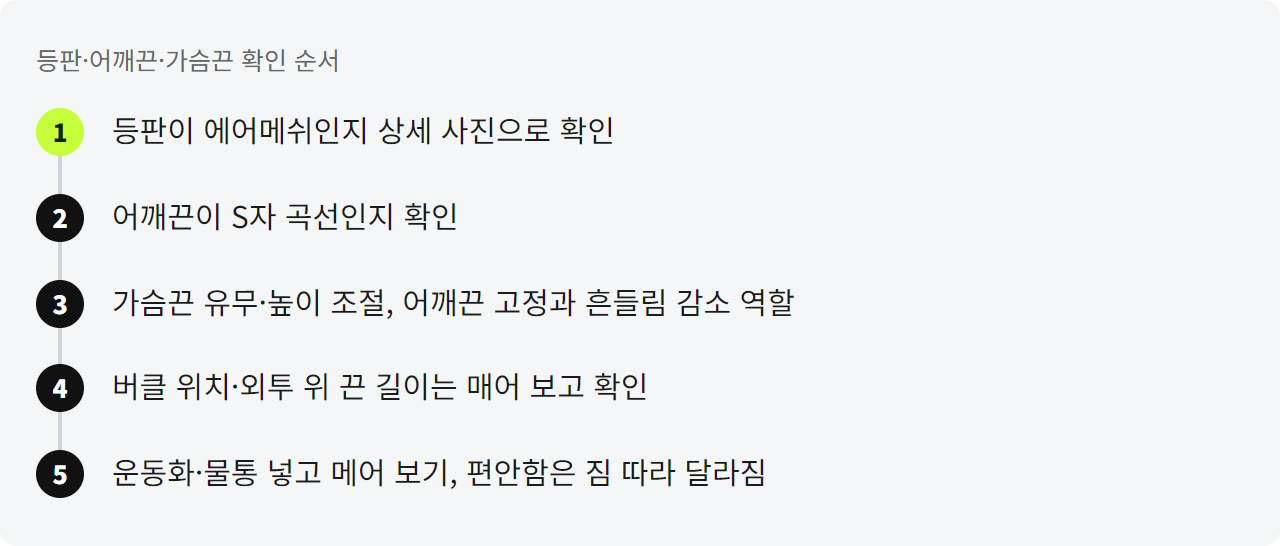 등판·어깨끈·가슴끈 확인 순서
1 등판이 에어메쉬인지 상세 사진으로 확인
2 어깨끈이 S자 곡선인지 확인
3 가슴끈 유무·높이 조절, 어깨끈 고정과 흔들림 감소 역할
4 버클 위치·외투 위 끈 길이는 매어 보고 확인
5 운동화·물통 넣고 메어 보기, 편안함은 짐 따라 달라짐